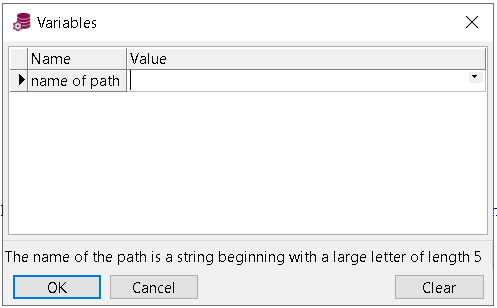 Variables
Name Value
name of path
The name of the path is a string beginning with a large letter of length 5
OK Cancel Clear